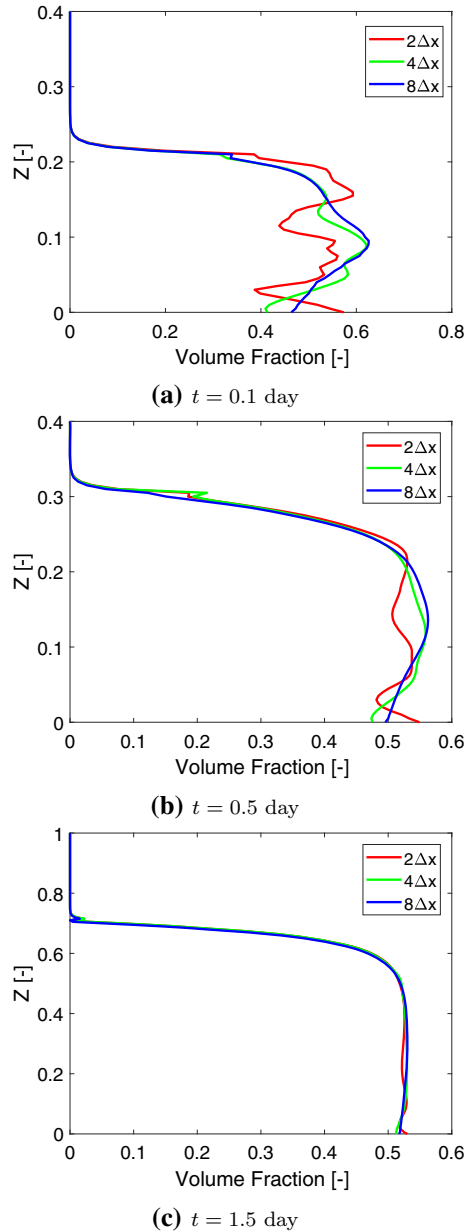 0.4
0.3
0.2
0.1
0
Z [-]
2Δx
4Δx
8Δx
0 0.2 0.4 0.6 0.8
Volume Fraction [-]
(a) t = 0.1 day
0.4
0.3
0.2
0.1
0
Z [-]
2Δx
4Δx
8Δx
0 0.1 0.2 0.3 0.4 0.5 0.6
Volume Fraction [-]
(b) t = 0.5 day
1
0.8
0.6
0.4
0.2
0
Z [-]
2Δx
4Δx
8Δx
0 0.1 0.2 0.3 0.4 0.5 0.6
Volume Fraction [-]
(c) t = 1.5 day